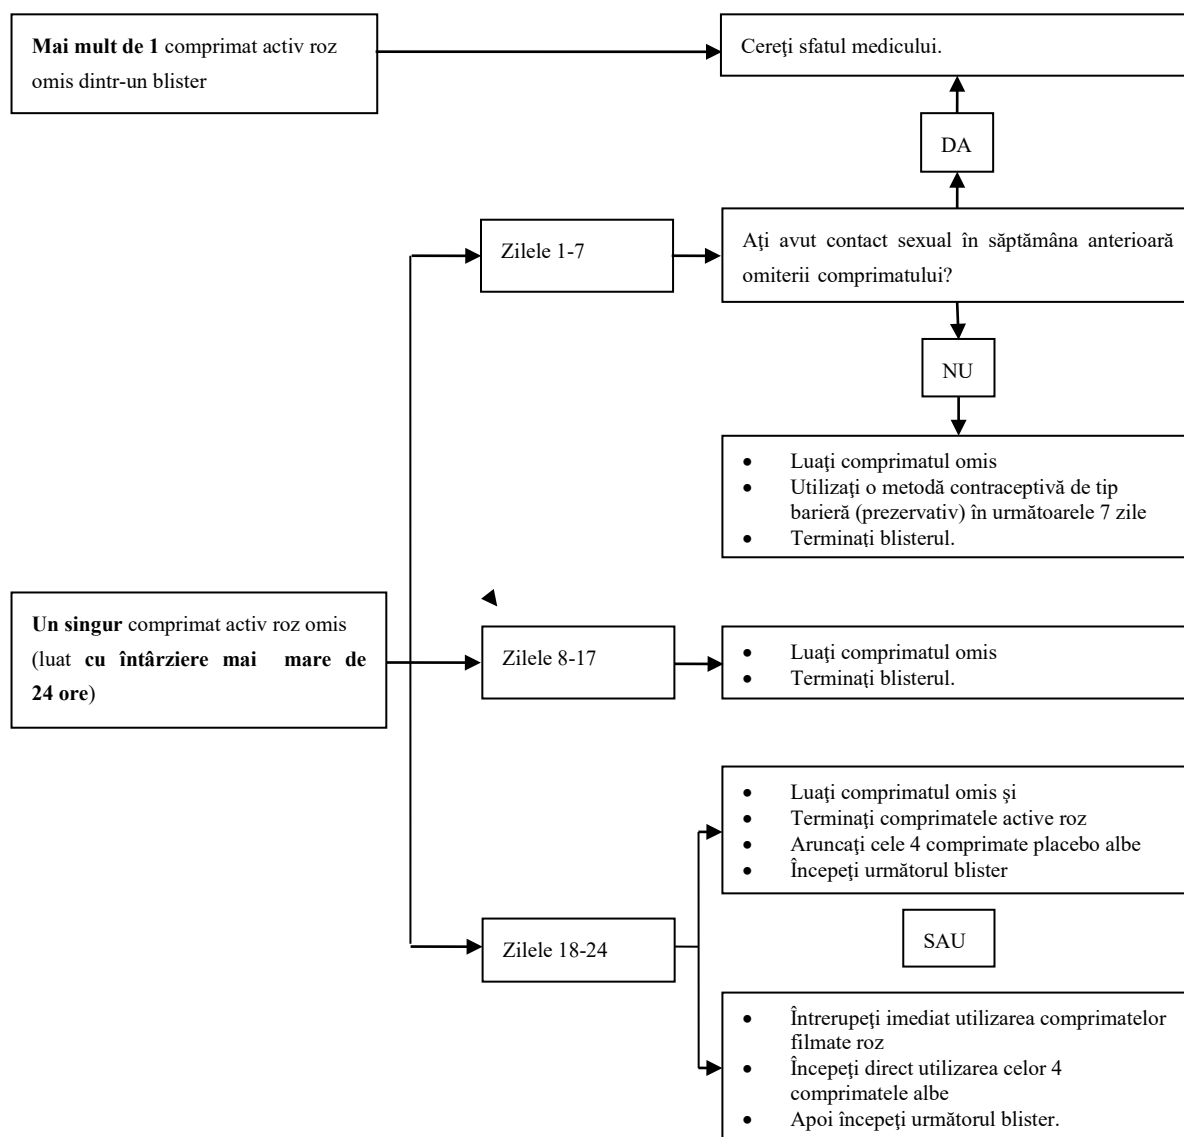 Mai mult de 1 comprimat activ roz
omis dintr-un blister
Cereţi sfatul medicului.
DA
Zilele 1-7
Aţi avut contact sexual în săptămâna anterioară
omiterii comprimatului?
NU
• Luaţi comprimatul omis
• Utilizaţi o metodă contraceptivă de tip
barieră (prezervativ) în următoarele 7 zile
• Terminaţi blisterul.
Un singur comprimat activ roz omis
(luat cu întârziere mai mare de
24 ore)
Zilele 8-17
• Luaţi comprimatul omis
• Terminaţi blisterul.
Zilele 18-24
• Luaţi comprimatul omis şi
• Terminaţi comprimatele active roz
• Aruncaţi cele 4 comprimate placebo albe
• Începeţi următorul blister
SAU
• Întrerupeţi imediat utilizarea comprimatelor
filmate roz
• Începeţi direct utilizarea celor 4
comprimatele albe
• Apoi începeţi următorul blister.